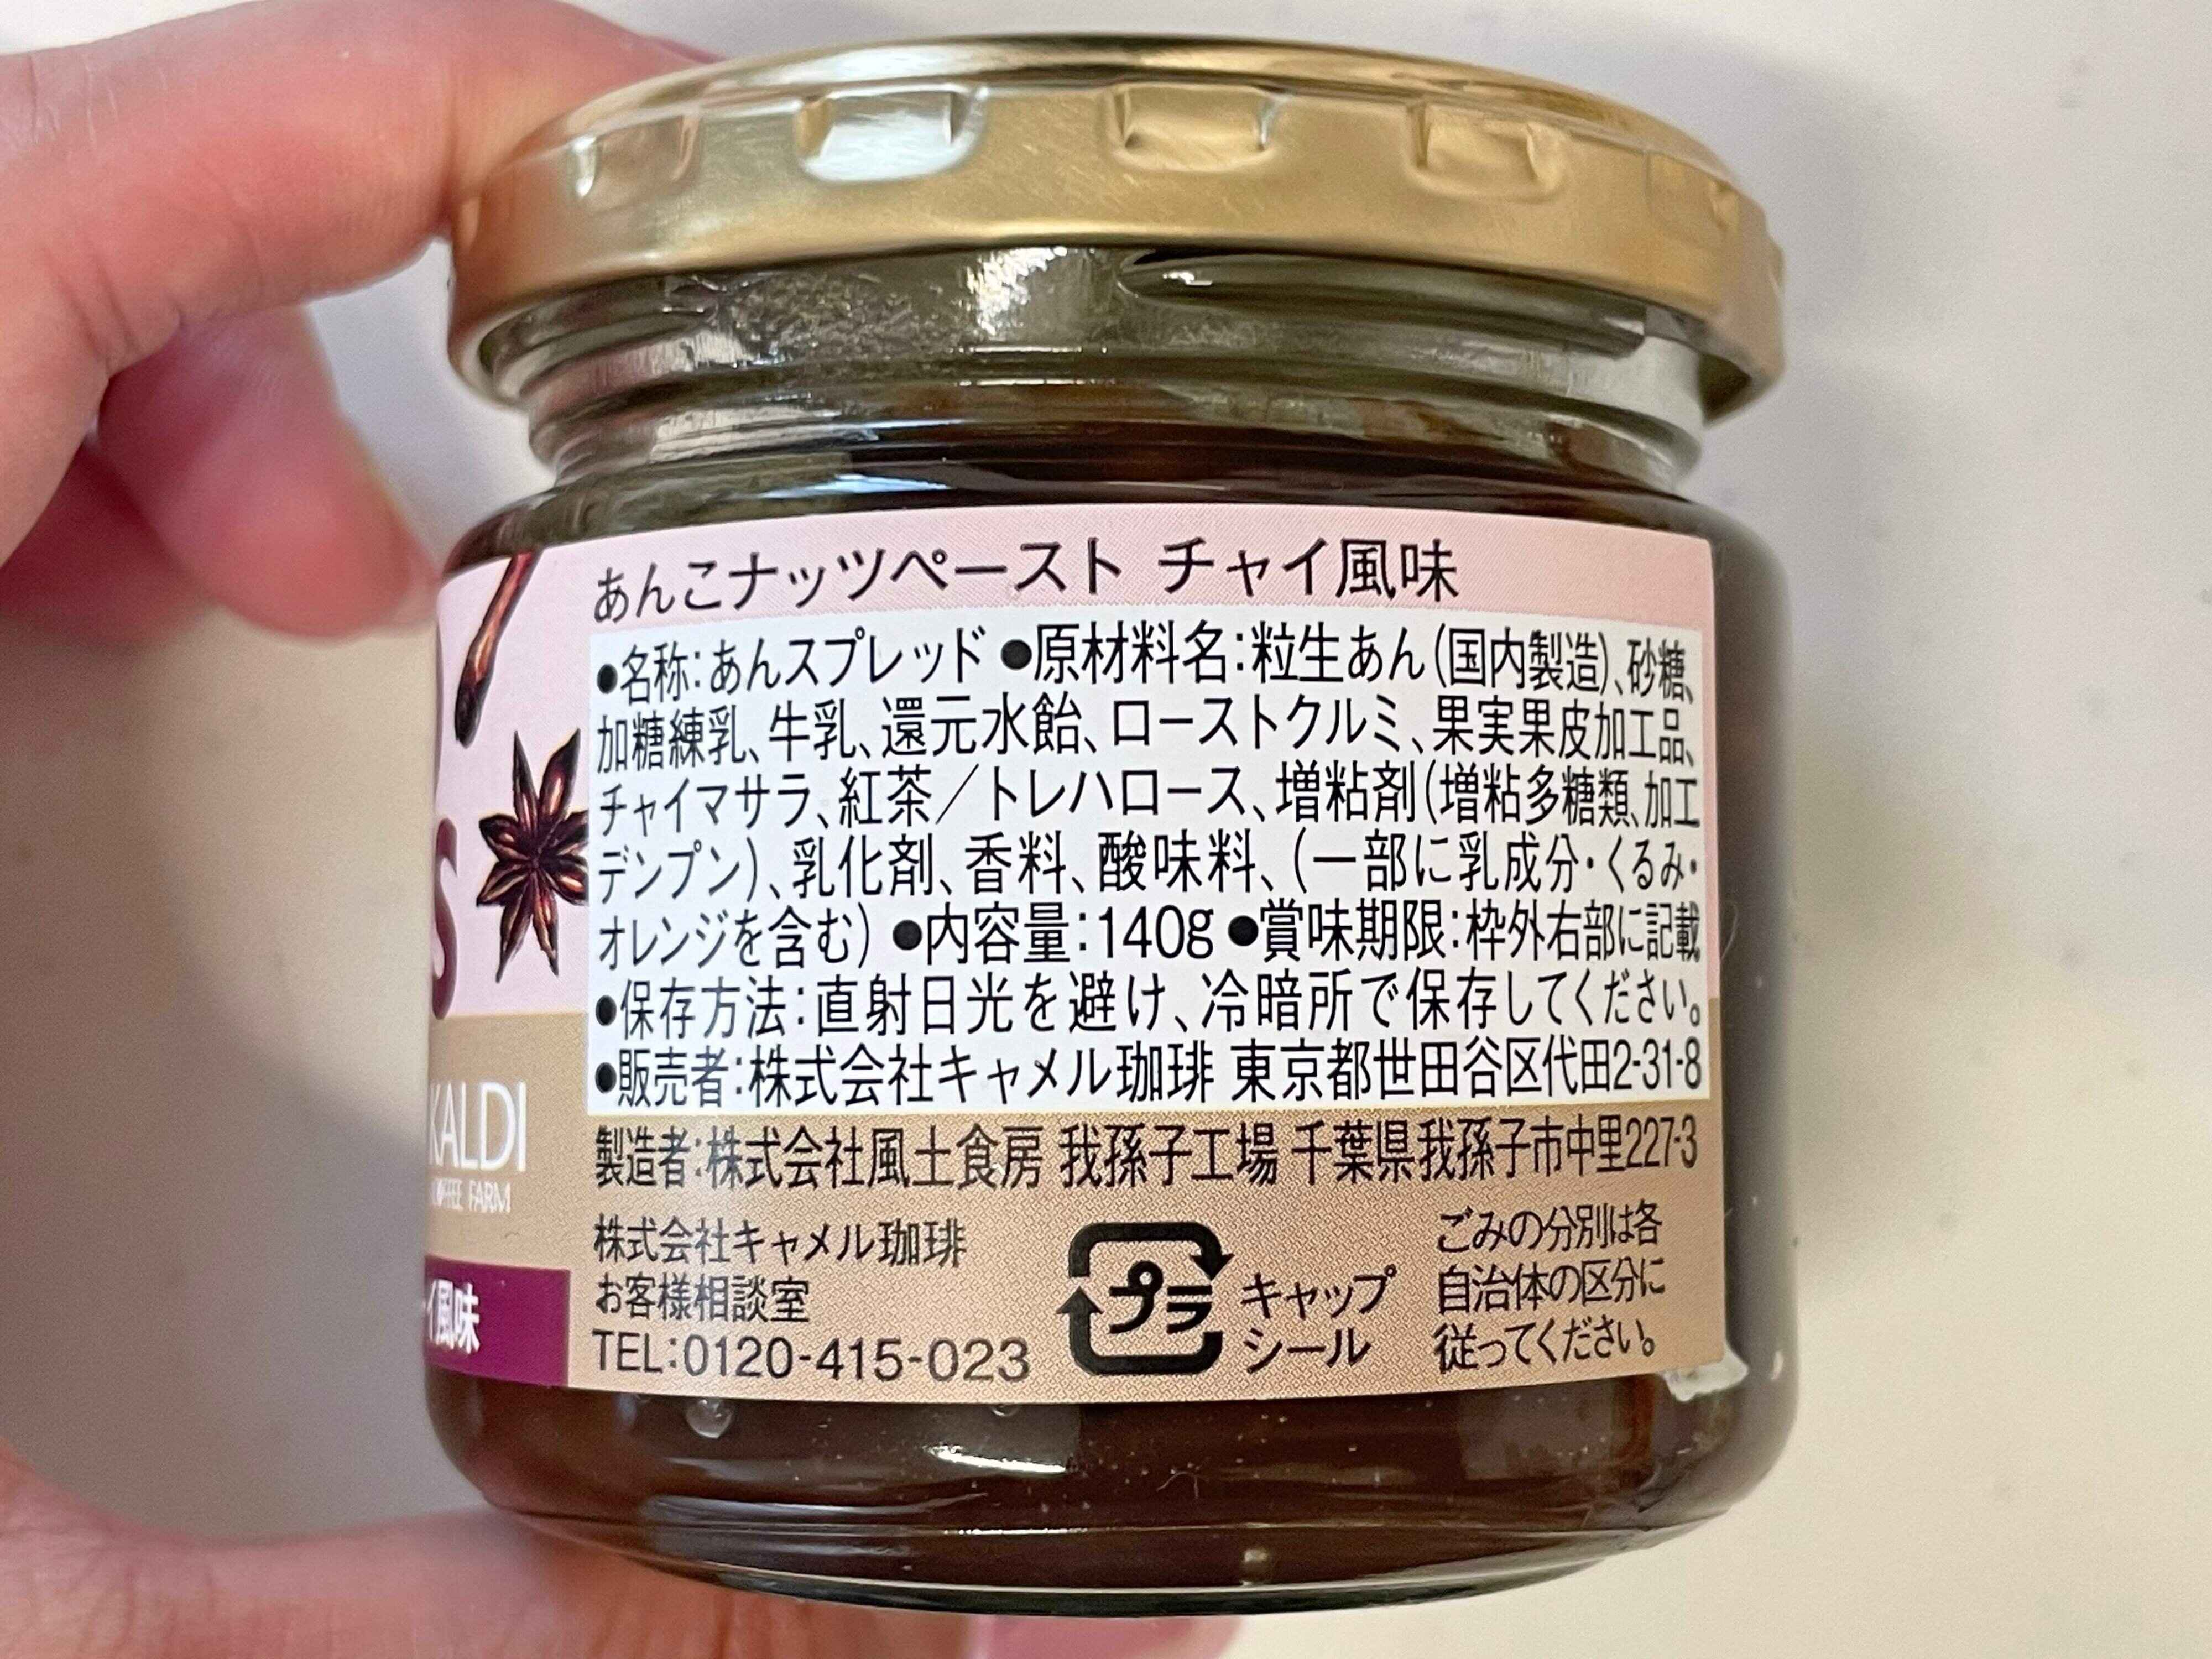 あんこナッツペースト チャイ風味
●名称:あんスプレッド ●原材料名:粒生あん(国内製造)、砂糖、
加糖練乳、牛乳、還元水飴、ローストクルミ、果実果皮加工品、
チャイマサラ、紅茶／トレハロース、増粘剤(増粘多糖類、加工
デンプン)、乳化剤、香料、酸味料、(一部に乳成分・くるみ・
オレンジを含む) ●内容量:140g ●賞味期限:枠外右部に記載
●保存方法:直射日光を避け、冷暗所で保存してください。
●販売者:株式会社キャメル珈琲 東京都世田谷区代田2-31-8
製造者:株式会社風土食房 我孫子工場 千葉県我孫子市中里227-3
株式会社キャメル珈琲
お客様相談室
TEL:0120-415-023
プラ
キャップ
シール
ごみの分別は各
自治体の区分に
従ってください。
S
KALDI
COFFEE FARM
イ風味